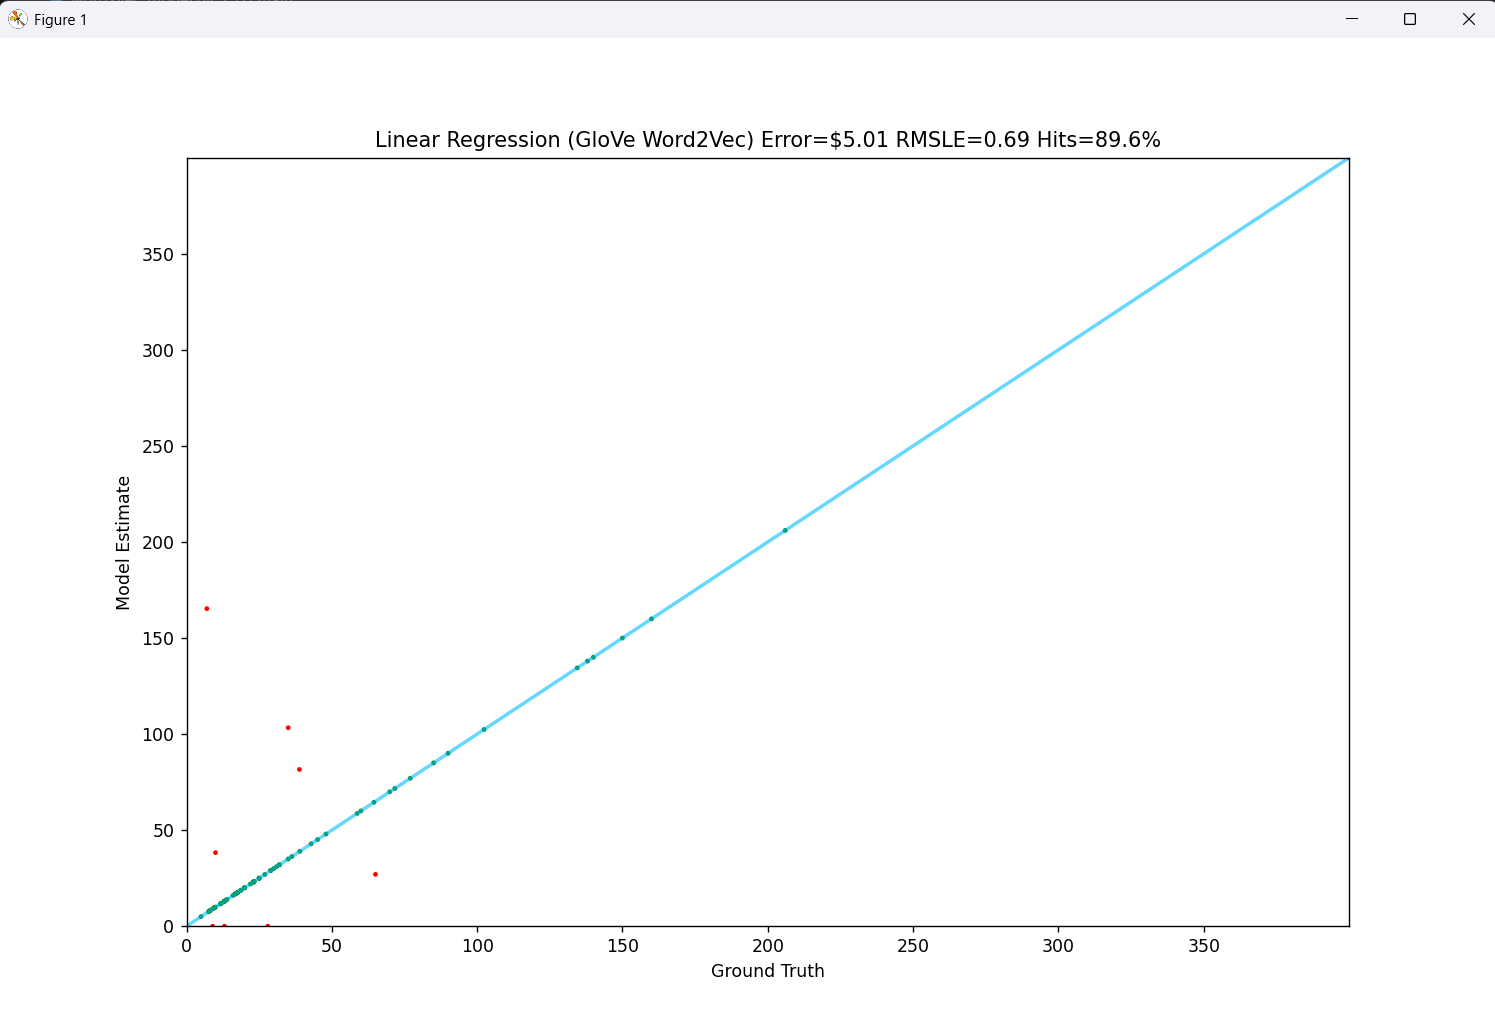 Figure 1
Linear Regression (GloVe Word2Vec) Error=$5.01 RMSLE=0.69 Hits=89.6%
350
300
250
200
150
100
50
0
Model Estimate
0 50 100 150 200 250 300 350
Ground Truth